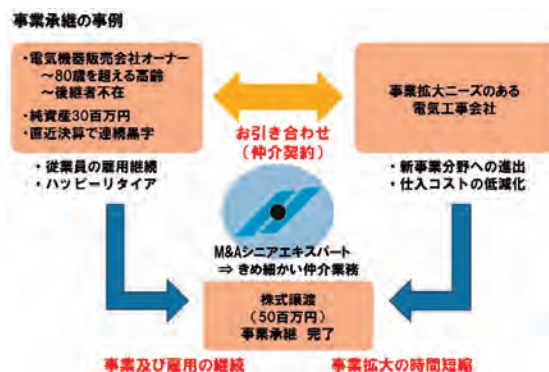 事業承継の事例
・電気機器販売会社オーナー
～80歳を超える高齢
～後継者不在
・純資産30百万円
・直近決算で連続黒字
お引き合わせ
（仲介契約）
事業拡大ニーズのある
電気工事会社
・従業員の雇用継続
・ハッピーリタイア
・新事業分野への進出
・仕入コストの低減化
M&Aシニアエキスパート
⇒ きめ細かい仲介業務
株式譲渡
（50百万円）
事業承継 完了
事業及び雇用の継続
事業拡大の時間短縮